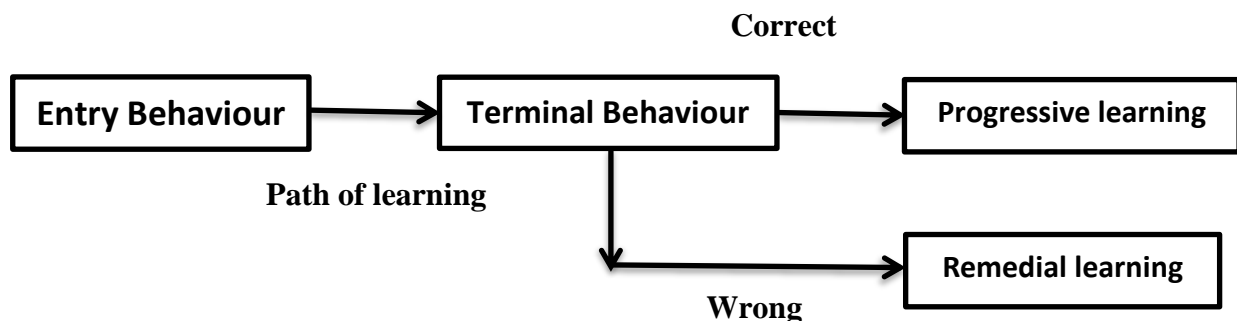 Correct
Entry Behaviour
Terminal Behaviour
Progressive learning
Path of learning
Remedial learning
Wrong